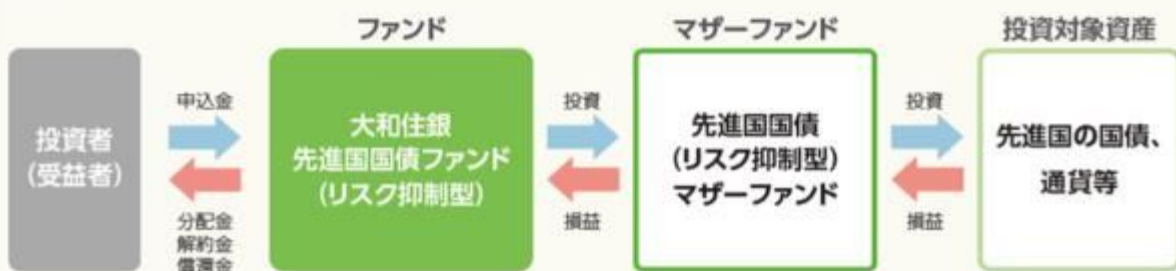 ファンド
マザーファンド
投資対象資産
投資者
(受益者)
申込金
分配金
解約金
償還金
大和住銀
先進国国債ファンド
(リスク抑制型)
投資
損益
先進国国債
(リスク抑制型)
マザーファンド
投資
損益
先進国の国債、
通貨等